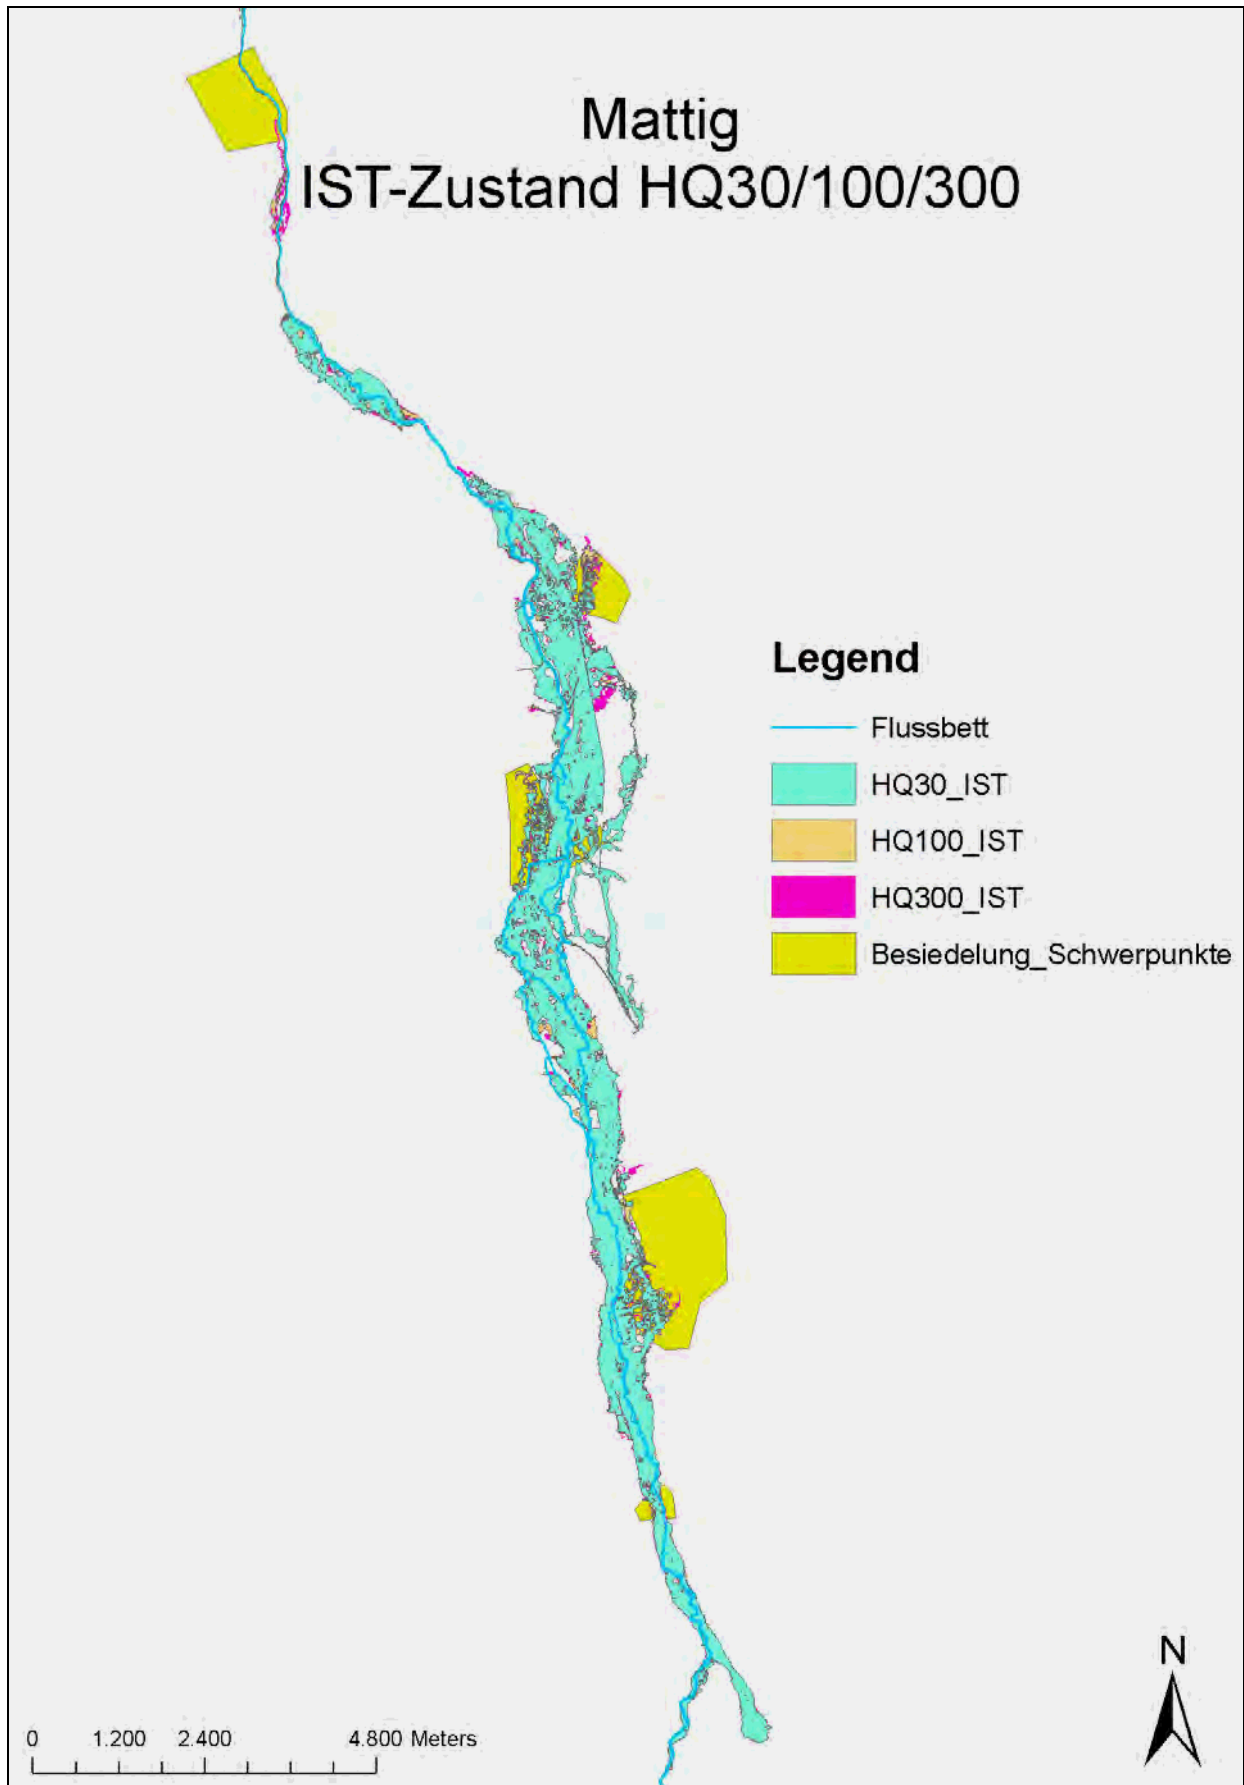 Mattig
IST-Zustand HQ30/100/300
Legend
Flussbett
HQ30_IST
HQ100_IST
HQ300_IST
Besiedelung_Schwerpunkte
N
0 1.200 2.400 4.800 Meters